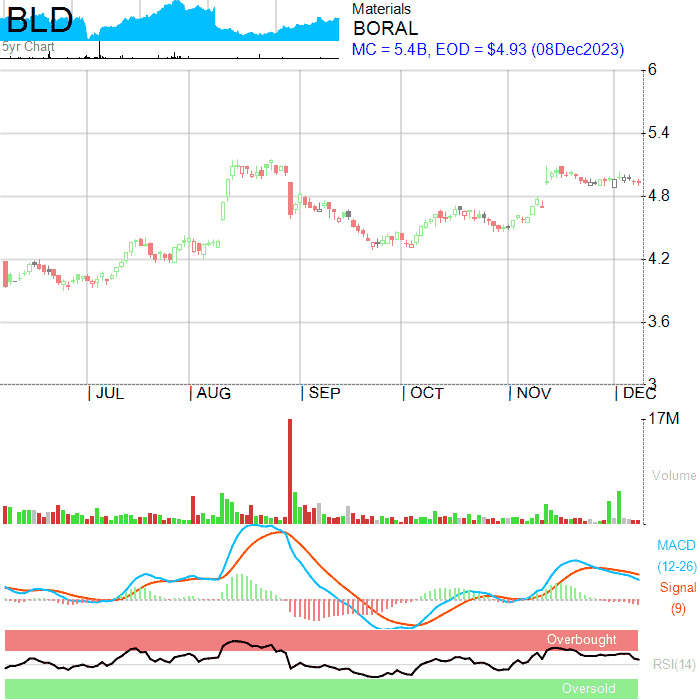 BLD
5yr Chart
Materials
BORAL
MC = 5.4B, EOD = $4.93 (08Dec2023)
6
5.4
4.8
4.2
3.6
3
JUL AUG SEP OCT NOV DEC
17M
Volume
MACD
(12-26)
Signal
(9)
Overbought
RSI(14)
Oversold